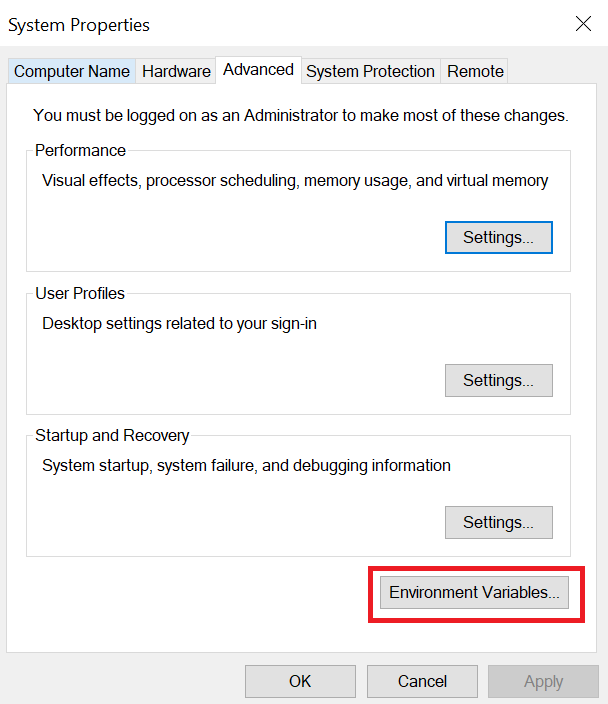 System Properties
Computer Name Hardware Advanced System Protection Remote
You must be logged on as an Administrator to make most of these changes.
Performance
Visual effects, processor scheduling, memory usage, and virtual memory
Settings...
User Profiles
Desktop settings related to your sign-in
Settings...
Startup and Recovery
System startup, system failure, and debugging information
Settings...
Environment Variables...
OK Cancel Apply